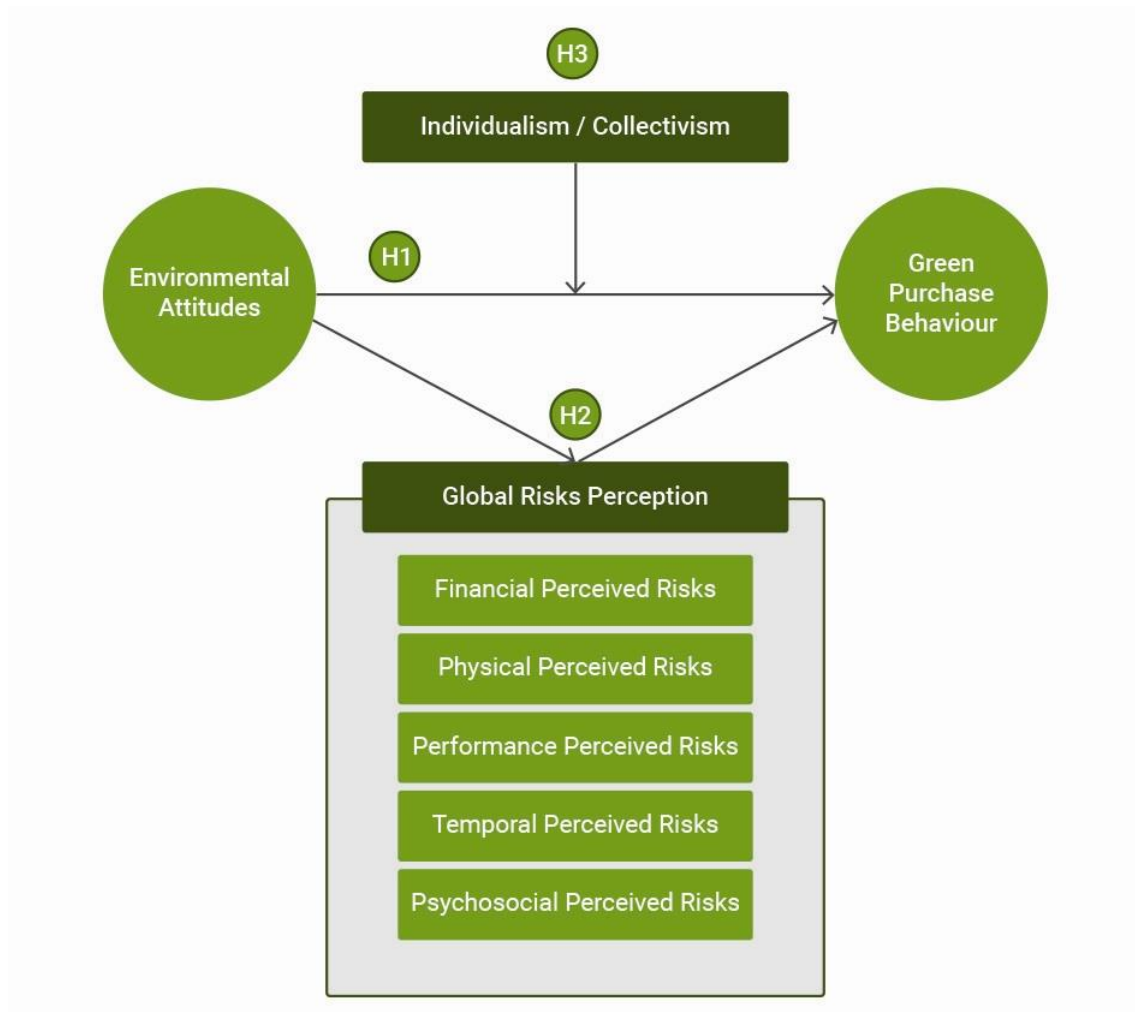 H3
Individualism / Collectivism
H1
Environmental
Attitudes
Green
Purchase
Behaviour
H2
Global Risks Perception
Financial Perceived Risks
Physical Perceived Risks
Performance Perceived Risks
Temporal Perceived Risks
Psychosocial Perceived Risks